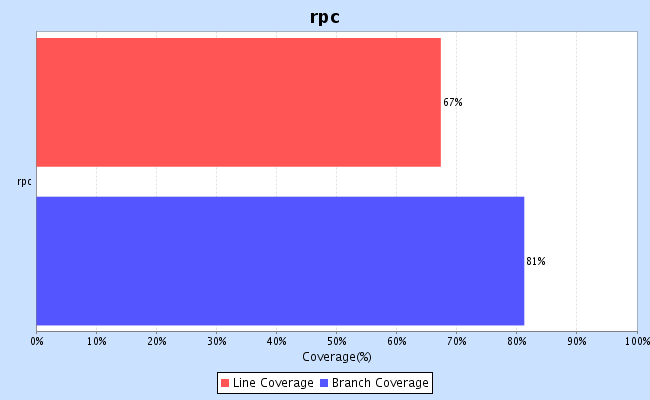 rpc
67%
rpc
81%
0% 10% 20% 30% 40% 50% 60% 70% 80% 90% 100%
Coverage(%)
Line Coverage Branch Coverage